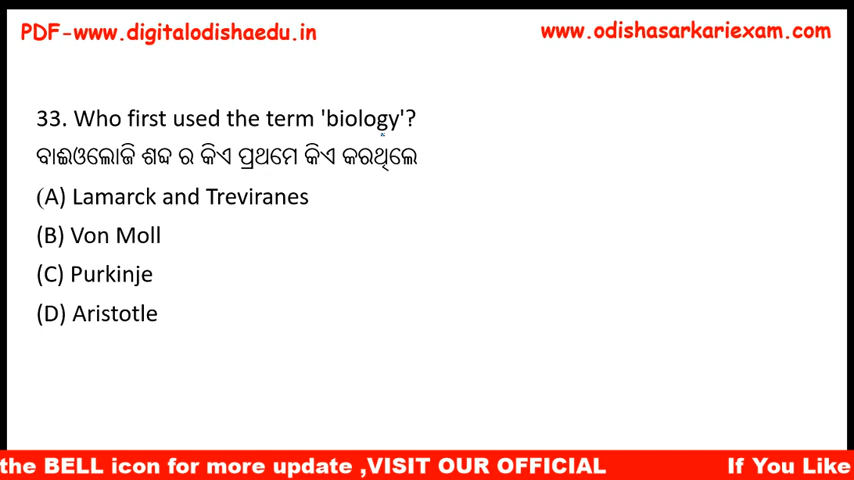 PDF-www.digitalodishaedu.in
www.odishasarkariexam.com
33. Who first used the term 'biology'?
ବାଈଓଲୋଜି ଶବ୍ଦ ର କିଏ ପ୍ରଥମେ କିଏ କରଥିଲେ
(A) Lamarck and Treviranes
(B) Von Moll
(C) Purkinje
(D) Aristotle
the BELL icon for more update ,VISIT OUR OFFICIAL If You Like